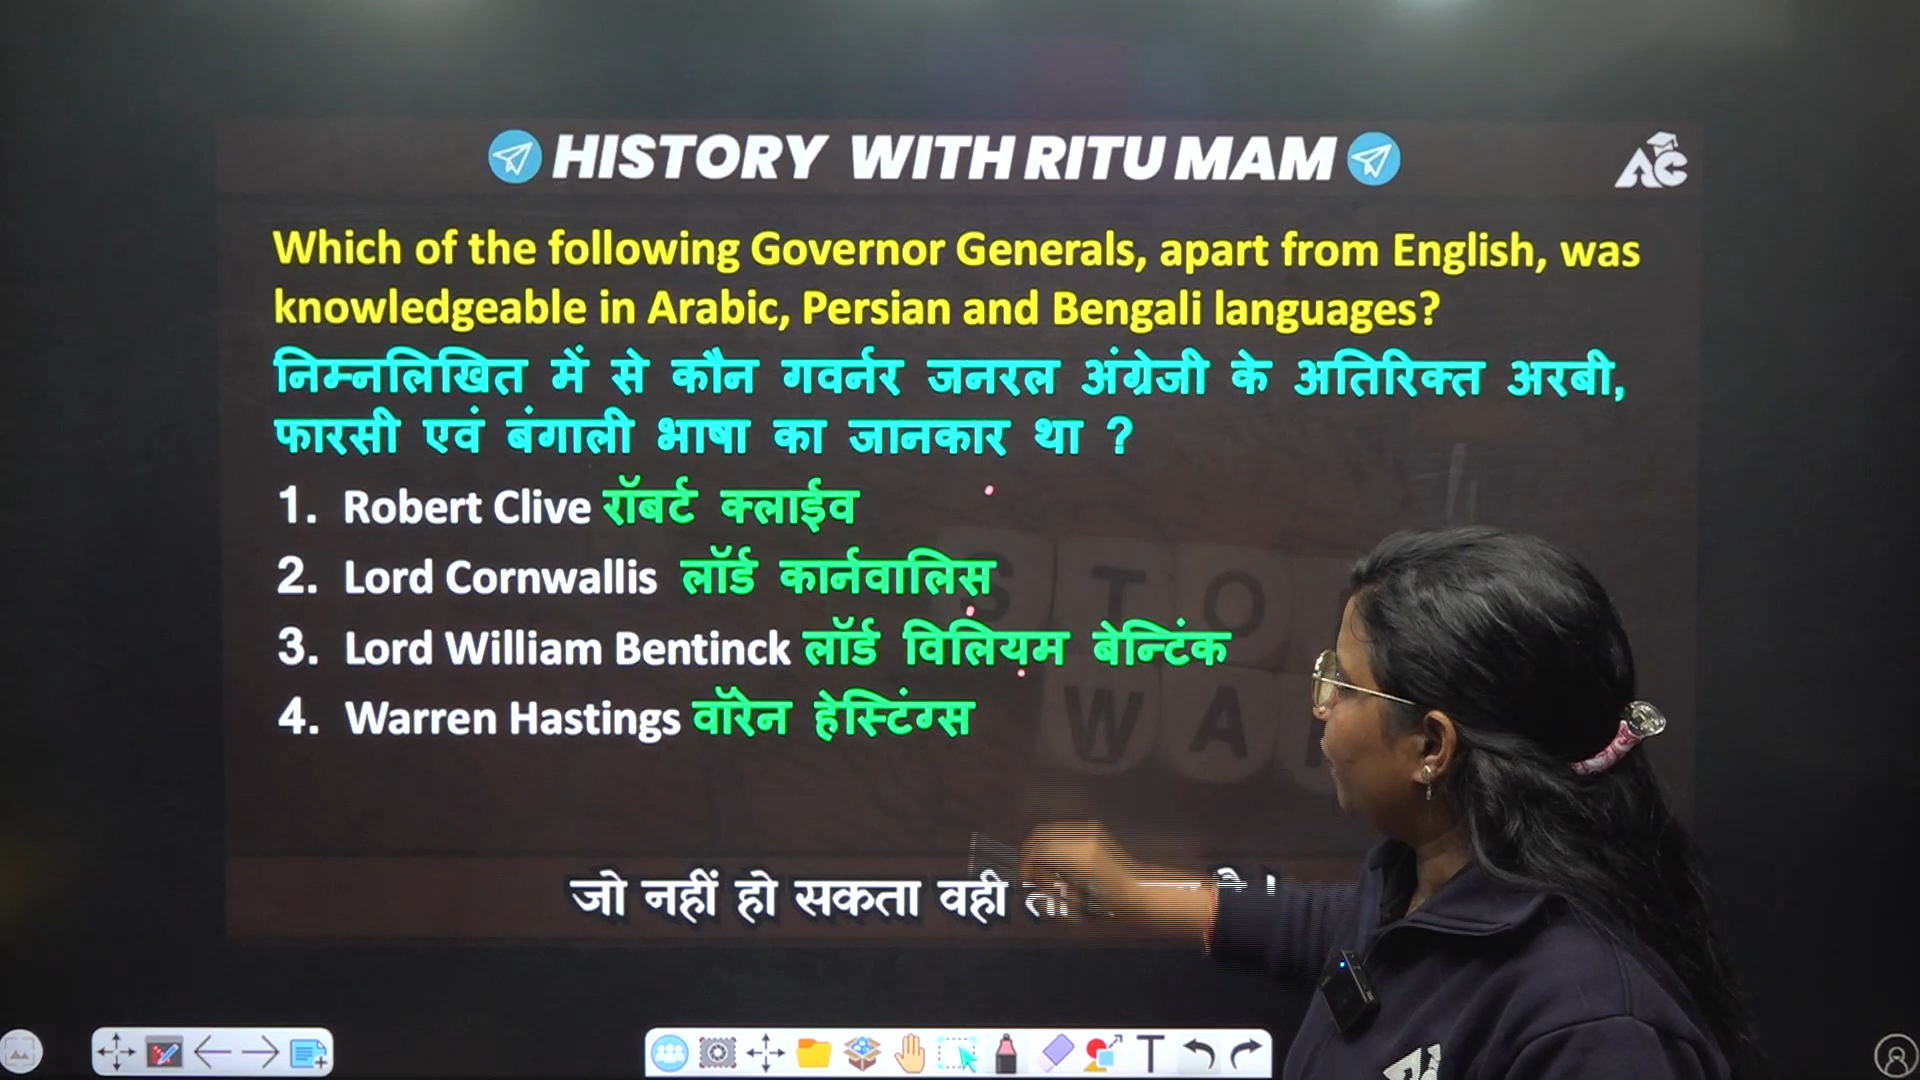 HISTORY WITH RITU MAM
AC
Which of the following Governor Generals, apart from English, was
knowledgeable in Arabic, Persian and Bengali languages?
निम्नलिखित में से कौन गवर्नर जनरल अंग्रेजी के अतिरिक्त अरबी,
फारसी एवं बंगाली भाषा का जानकार था ?
1. Robert Clive रॉबर्ट क्लाईव
2. Lord Cornwallis लॉर्ड कार्नवालिस
3. Lord William Bentinck लॉर्ड विलियम बेन्टिंक
4. Warren Hastings वॉरेन हेस्टिंग्स
जो नहीं हो सकता वही
T